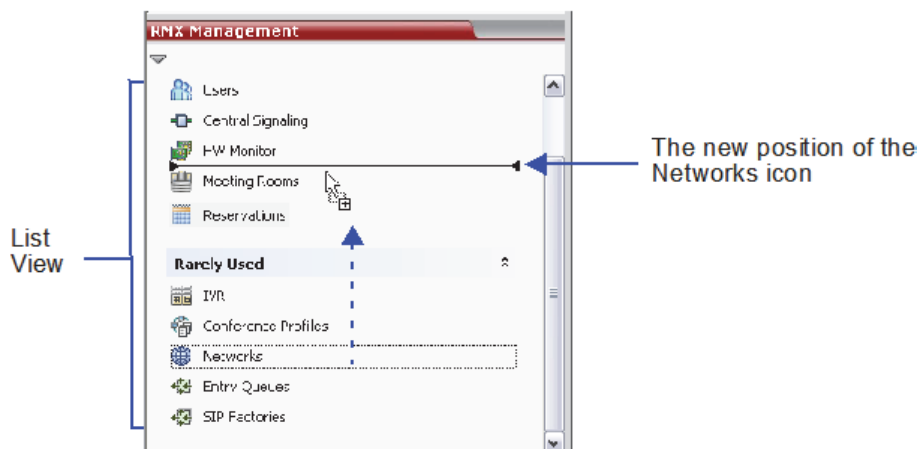 RMX Management
Users
Central Signaling
HW Monitor
The new position of the
Networks icon
Meeting Rooms
Reservations
List
View
Rarely Used
IVR
Conference Profiles
Networks
Entry Queues
SIP Factories